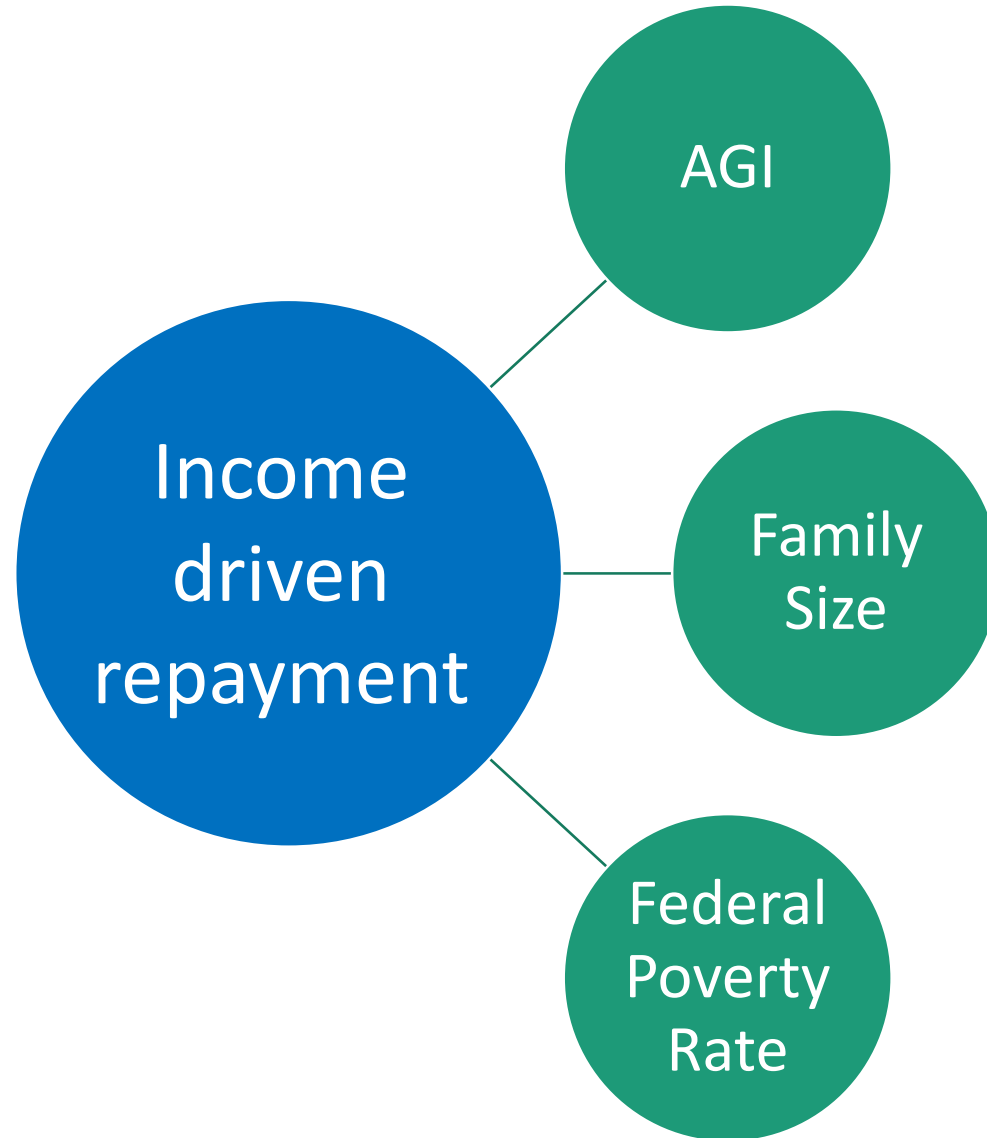 AGI
Income
driven
repayment
Family
Size
Federal
Poverty
Rate